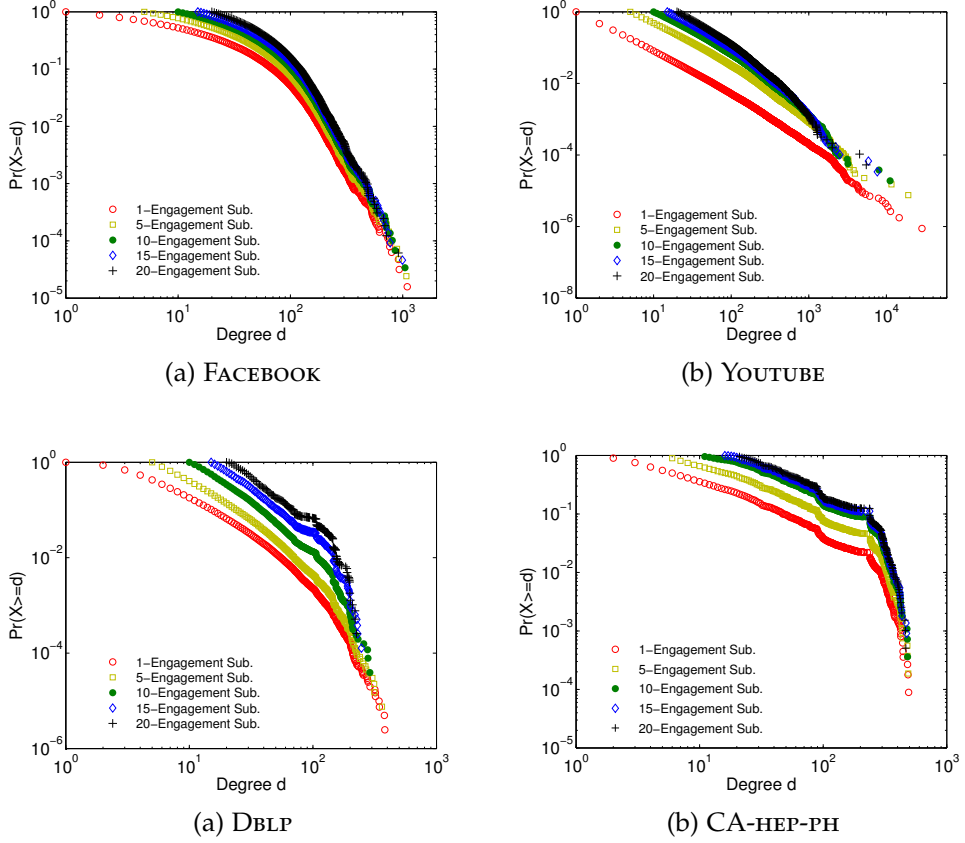 10^0
10^-1
10^-2
10^-3
10^-4
10^-5
Pr(X>=d)
1−Engagement Sub.
5−Engagement Sub.
10−Engagement Sub.
15−Engagement Sub.
20−Engagement Sub.
10^0 10^1 10^2 10^3
Degree d
(a) FACEBOOK
10^0
10^-2
10^-4
10^-6
10^-8
Pr(X>=d)
1−Engagement Sub.
5−Engagement Sub.
10−Engagement Sub.
15−Engagement Sub.
20−Engagement Sub.
10^0 10^1 10^2 10^3 10^4
Degree d
(b) YOUTUBE
10^0
10^-2
10^-4
10^-6
Pr(X>=d)
1−Engagement Sub.
5−Engagement Sub.
10−Engagement Sub.
15−Engagement Sub.
20−Engagement Sub.
10^0 10^1 10^2 10^3
Degree d
(a) DBLP
10^0
10^-1
10^-2
10^-3
10^-4
10^-5
Pr(X>=d)
1−Engagement Sub.
5−Engagement Sub.
10−Engagement Sub.
15−Engagement Sub.
20−Engagement Sub.
10^0 10^1 10^2 10^3
Degree d
(b) CA-HEP-PH